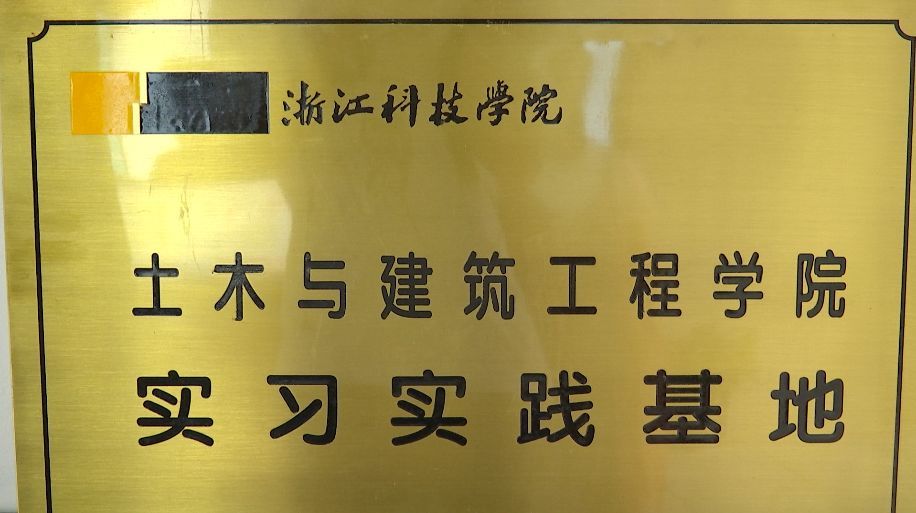 浙江科技学院
土木与建筑工程学院
实习实践基地